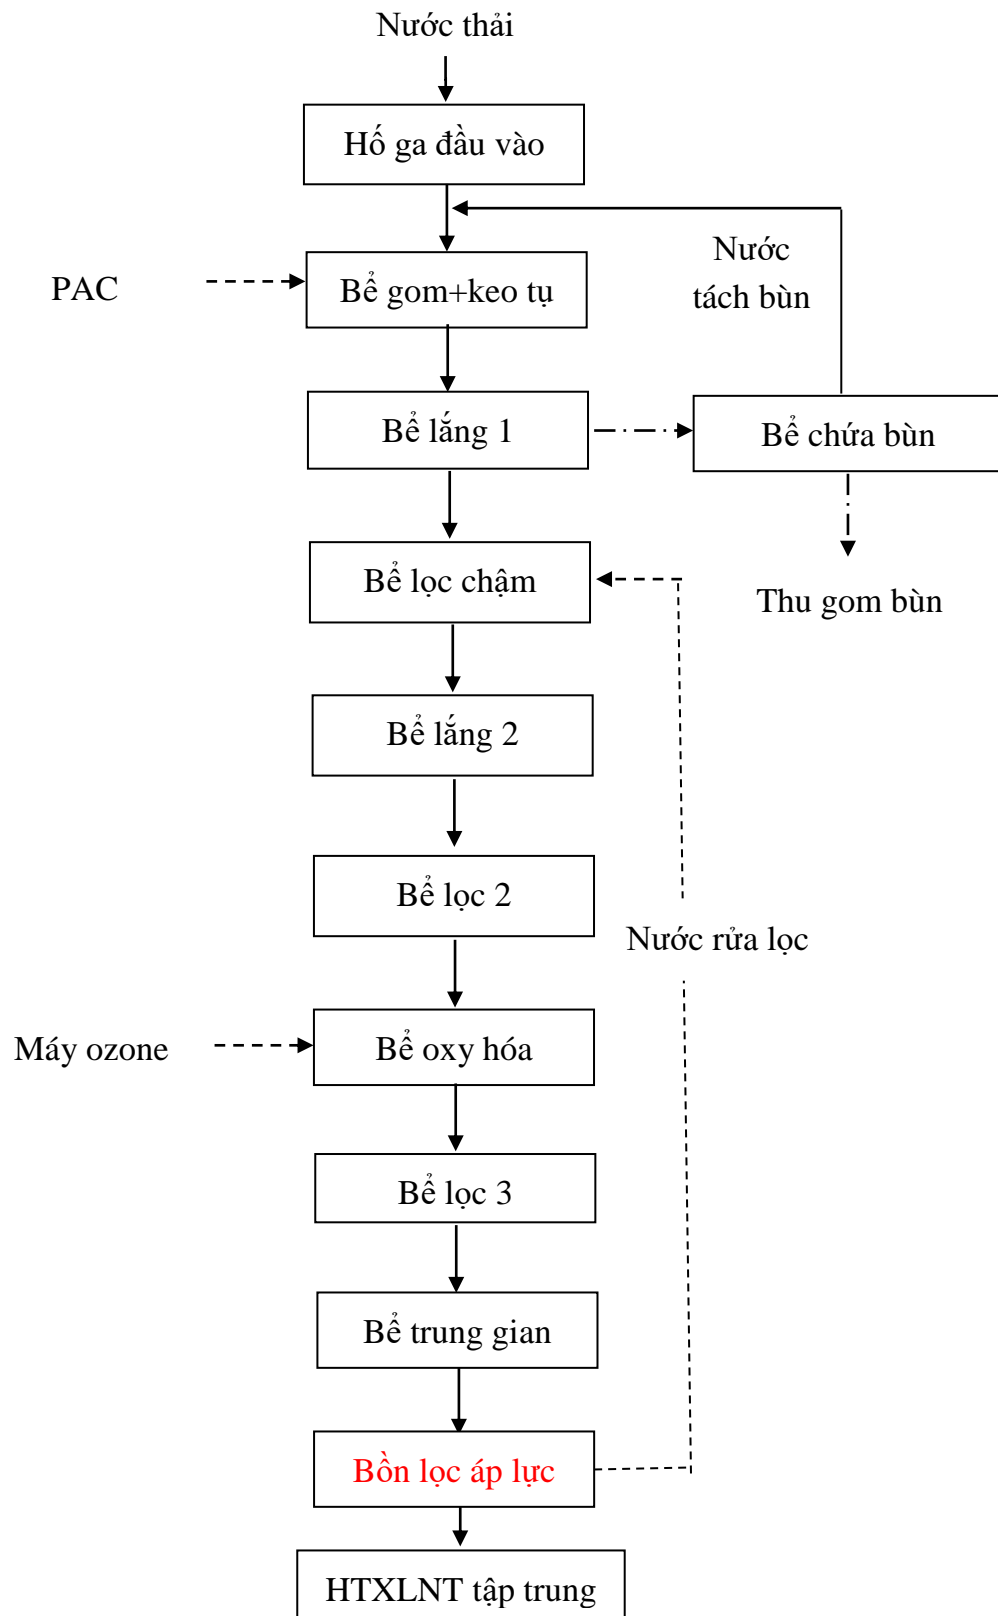 Nước thải
Hố ga đầu vào
Nước
tách bùn
PAC
Bể gom+keo tụ
Bể lắng 1
Bể chứa bùn
Bể lọc chậm
Thu gom bùn
Bể lắng 2
Bể lọc 2
Nước rửa lọc
Máy ozone
Bể oxy hóa
Bể lọc 3
Bể trung gian
Bồn lọc áp lực
HTXLNT tập trung